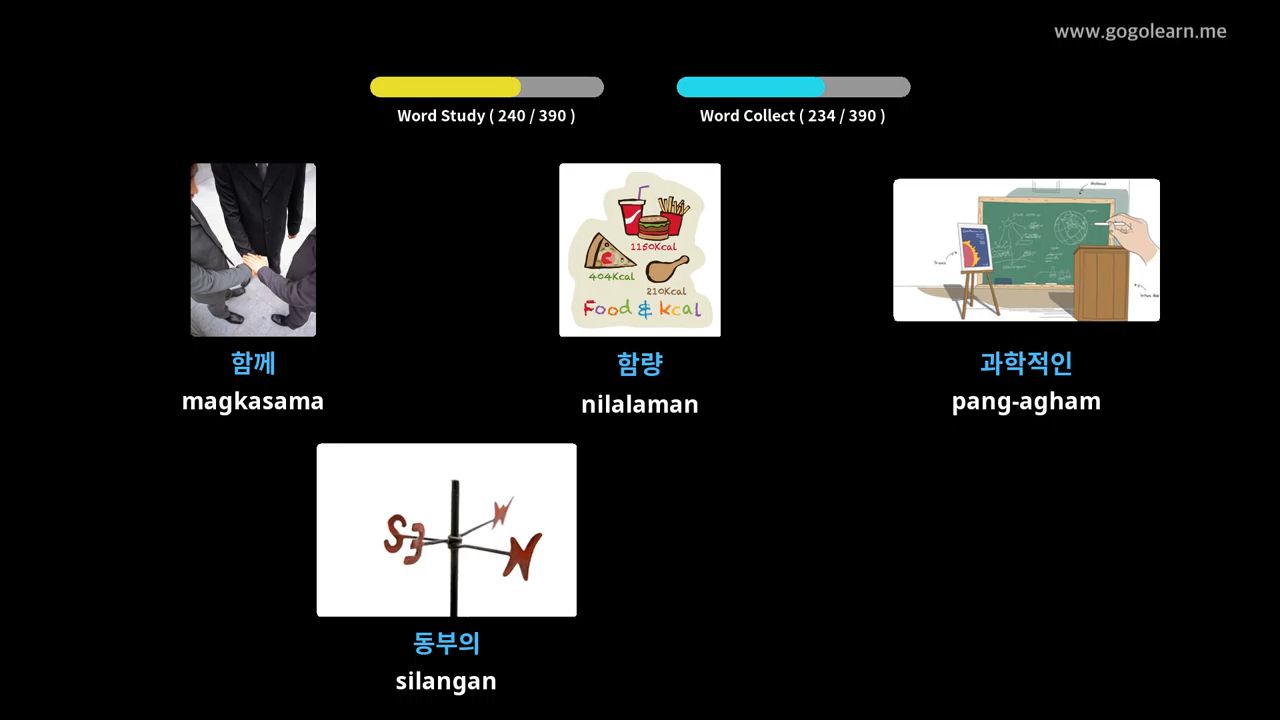 www.gogolearn.me
Word Study ( 240 / 390 )
Word Collect ( 234 / 390 )
1150Kcal
404Kcal
210Kcal
Food & kcal
함께
magkasama
함량
nilalaman
과학적인
pang-agham
S E N
동부의
silangan